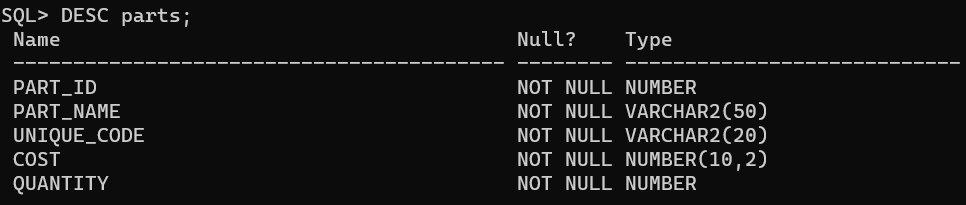 SQL> DESC parts;
 Name                                      Null?    Type
 ----------------------------------------- -------- ----------------------------
 PART_ID                                   NOT NULL NUMBER
 PART_NAME                                 NOT NULL VARCHAR2(50)
 UNIQUE_CODE                               NOT NULL VARCHAR2(20)
 COST                                      NOT NULL NUMBER(10,2)
 QUANTITY                                  NOT NULL NUMBER